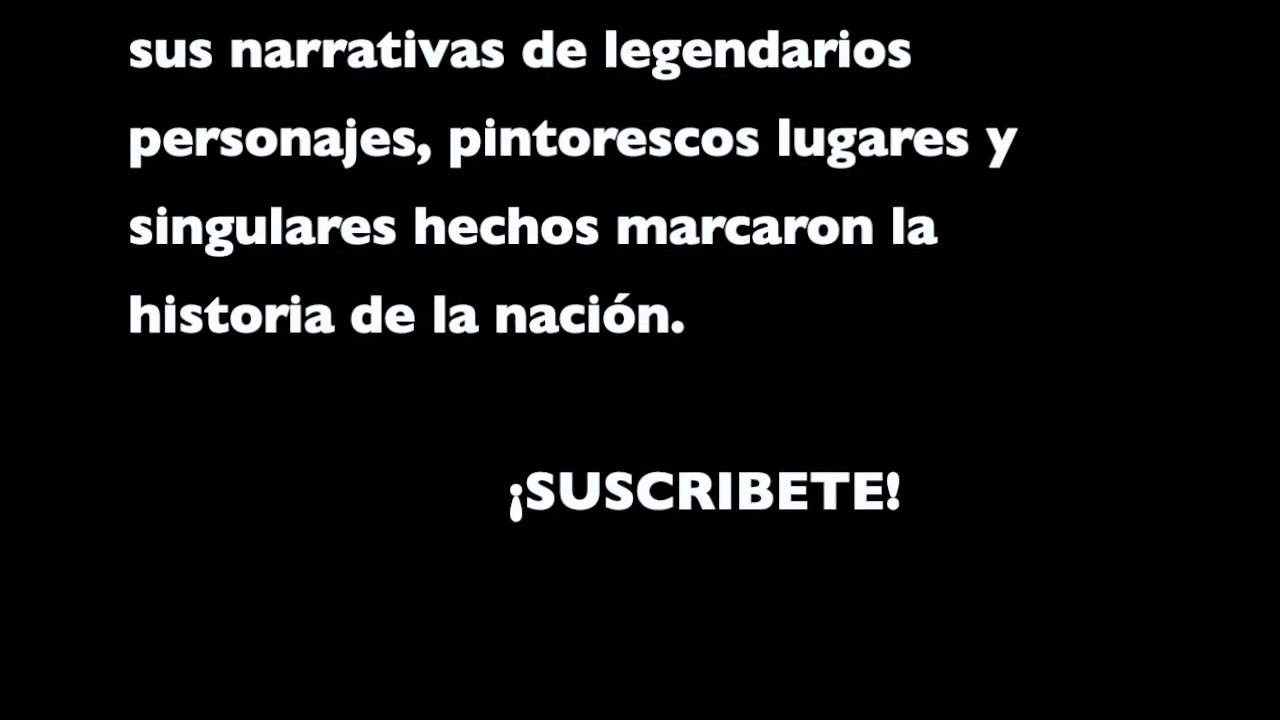 sus narrativas de legendarios
personajes, pintorescos lugares y
singulares hechos marcaron la
historia de la nación.
¡SUSCRIBETE!